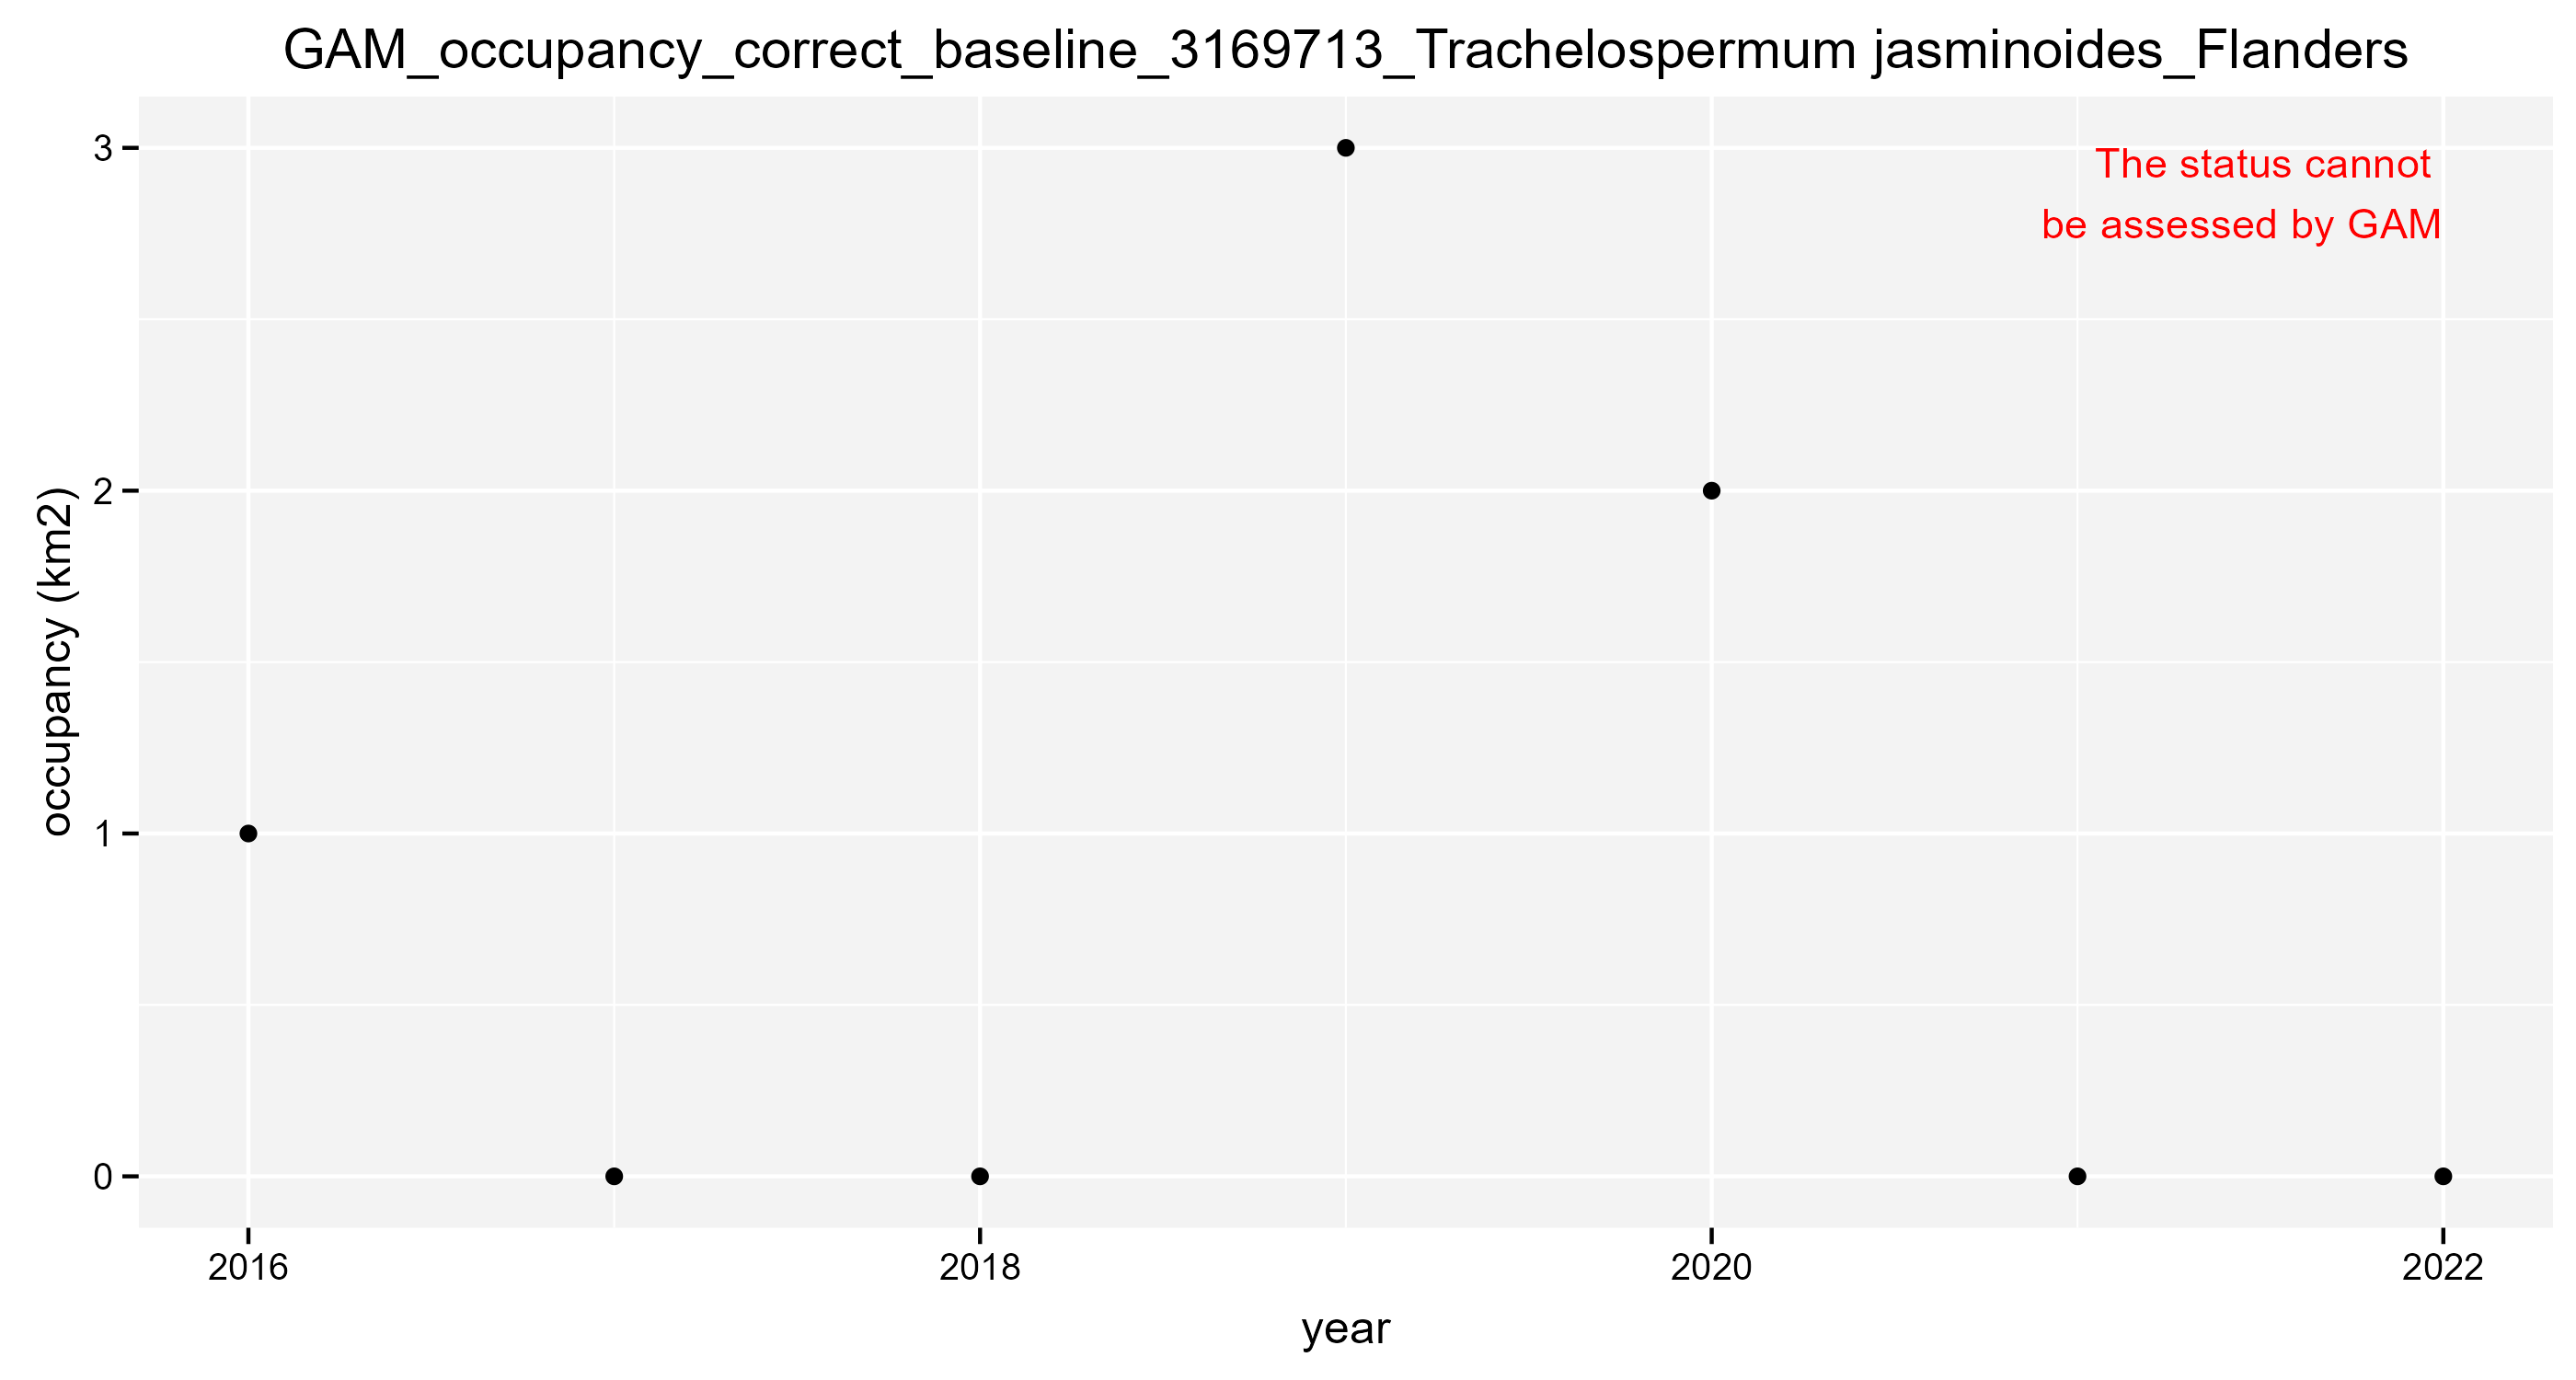 GAM_occupancy_correct_baseline_3169713_Trachelospermum jasminoides_Flanders
The status cannot
be assessed by GAM
occupancy (km2)
3
2
1
0
2016
2018
2020
2022
year